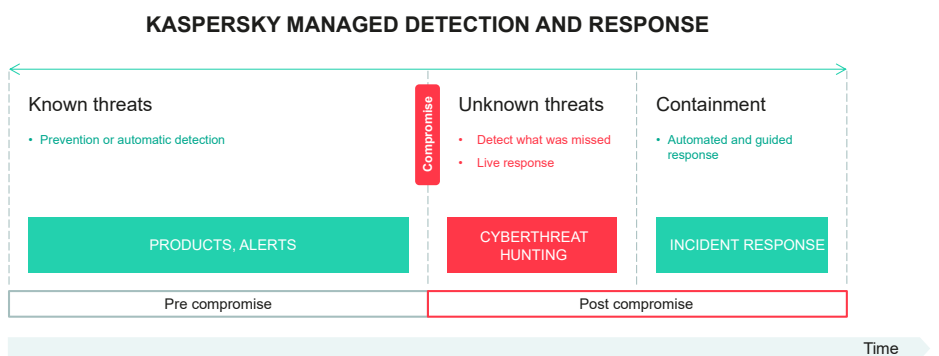 KASPERSKY MANAGED DETECTION AND RESPONSE
Known threats
• Prevention or automatic detection
Compromise
Unknown threats
• Detect what was missed
• Live response
Containment
• Automated and guided
response
PRODUCTS, ALERTS
CYBERTHREAT
HUNTING
INCIDENT RESPONSE
Pre compromise
Post compromise
Time